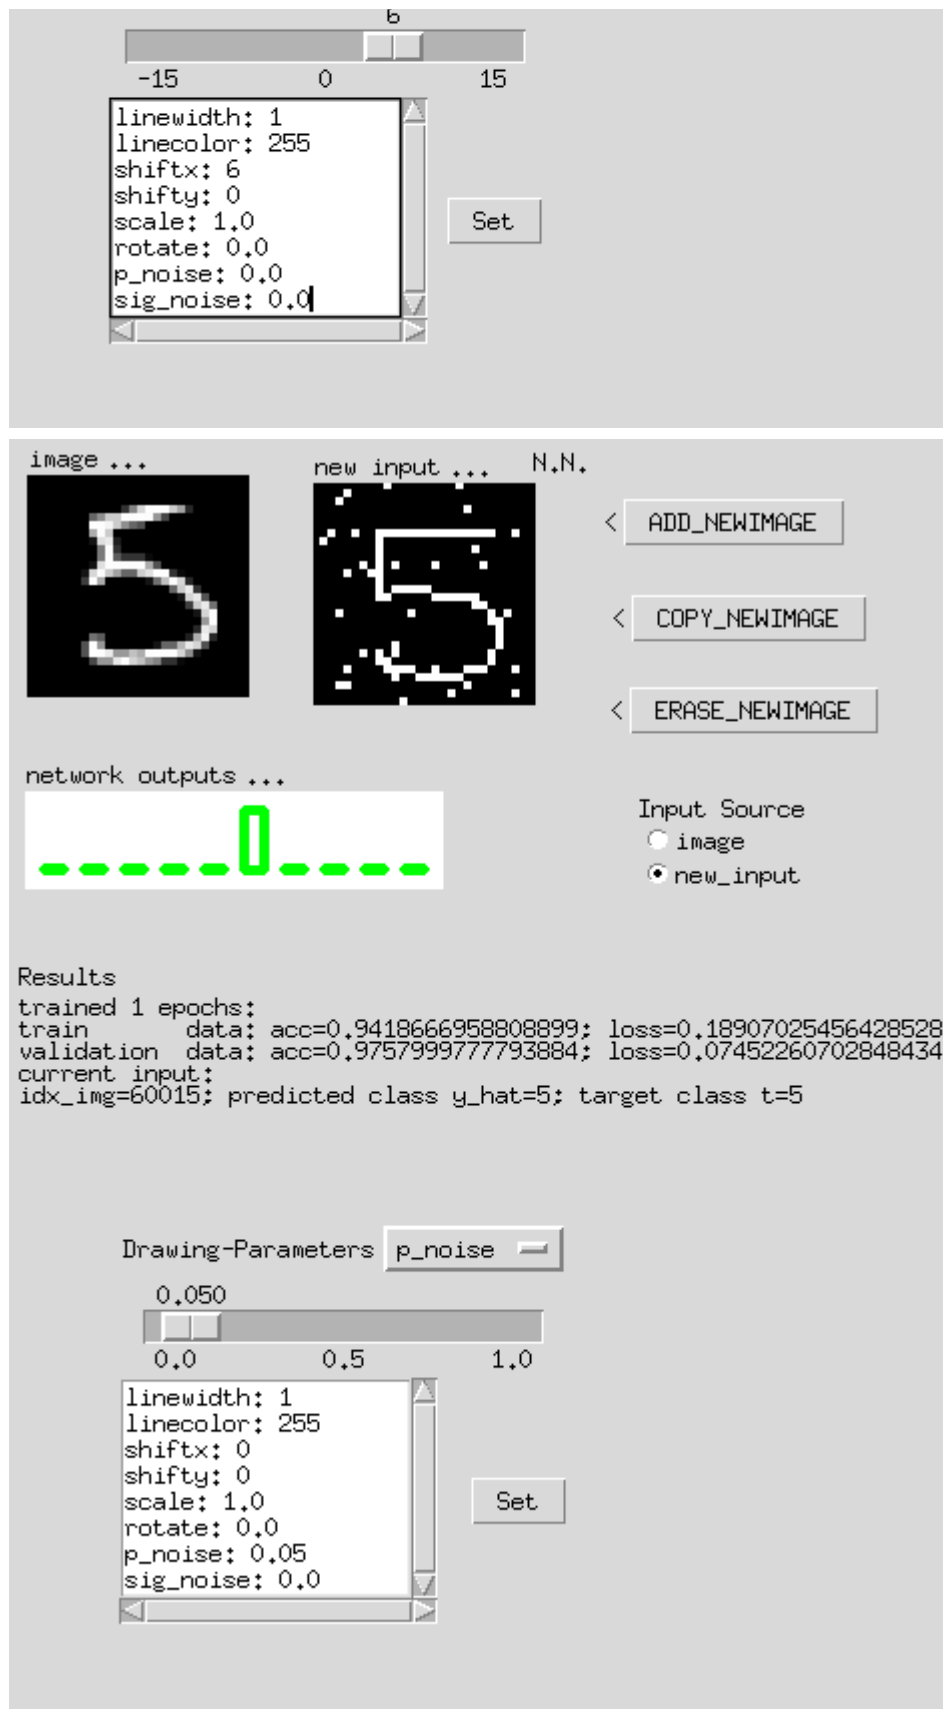 6
-15 0 15
linewidth: 1
linecolor: 255
shiftx: 6
shifty: 0
scale: 1.0
rotate: 0.0
p_noise: 0.0
sig_noise: 0.0
Set
image ...
new input ...
N.N.
< ADD_NEWIMAGE
5
5
< COPY_NEWIMAGE
< ERASE_NEWIMAGE
network outputs ...
Input Source
image
new_input
Results
trained 1 epochs:
train data: acc=0.9418666958808899; loss=0.18907025456428528
validation data: acc=0.9757999777793884; loss=0.074522607028484​34
current input:
idx_img=60015; predicted class y_hat=5; target class t=5
Drawing-Parameters p_noise
0.050
0.0 0.5 1.0
linewidth: 1
linecolor: 255
shiftx: 0
shifty: 0
scale: 1.0
rotate: 0.0
p_noise: 0.05
sig_noise: 0.0
Set